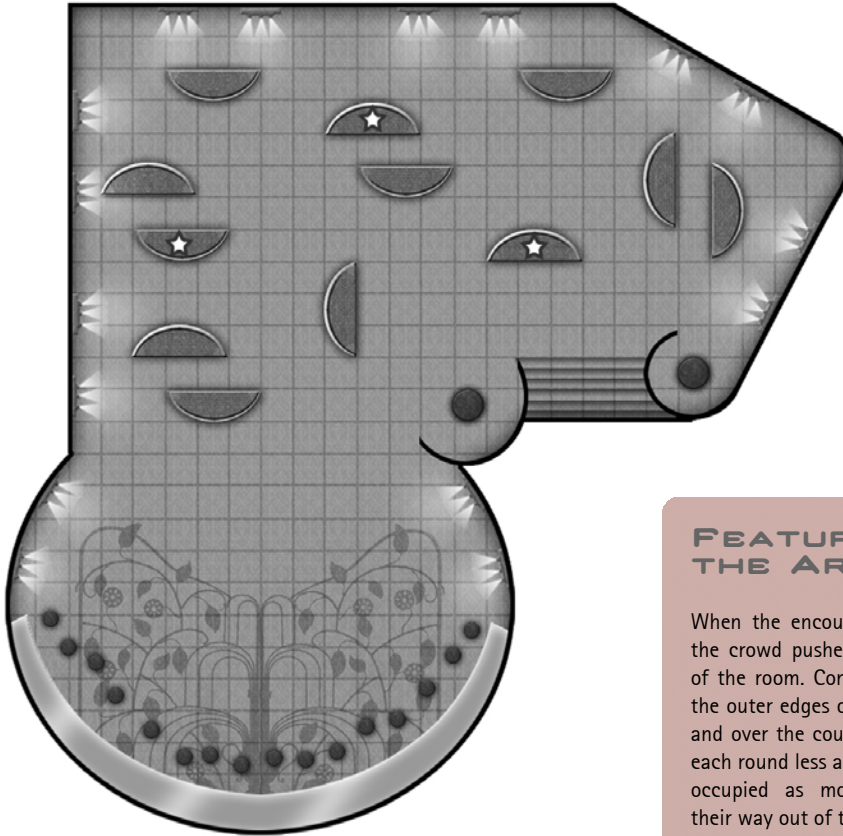 FEATUR
THE AR
When the encou
the crowd pushe
of the room. Cor
the outer edges o
and over the cou
each round less a
occupied as mo
their way out of t